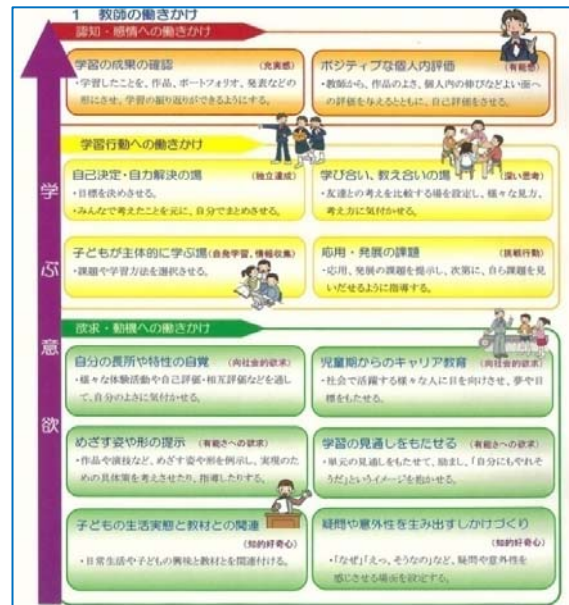 1 教師の働きかけ
認知・感情への働きかけ
学習の成果の確認 (充実感)
・学習したことを、作品、ポートフォリオ、発表などの
形にさせ、学習の振り返りができるようにする。
ポジティブな個人内評価 (有能感)
・教師から、作品のよさ、個人内の伸びなどよい面へ
の評価を与えるとともに、自己評価をさせる。
学習行動への働きかけ
自己決定・自力解決の場 (独立達成)
・目標を決めさせる。
・みんなで考えたことを元に、自分でまとめさせる。
学び合い、教え合いの場 (深い思考)
・友達との考えを比較する場を設定し、様々な見方、
考え方に気付かせる。
子どもが主体的に学ぶ場 (自発学習、情報収集)
・課題や学習方法を選択させる。
応用・発展の課題 (挑戦行動)
・応用、発展の課題を提示し、次第に、自ら課題を見
いだせるように指導する。
欲求・動機への働きかけ
自分の長所や特性の自覚 (向社会的欲求)
・様々な体験活動や自己評価・相互評価などを通し
て、自分のよさに気付かせる。
児童期からのキャリア教育 (向社会的欲求)
・社会で活躍する様々な人に目を向けさせ、夢や目
標をもたせる。
めざす姿や形の提示 (有能さへの欲求)
・作品や演技など、めざす姿や形を例示し、実現のた
めの具体策を考えさせたり、指導したりする。
学習の見通しをもたせる (有能さへの欲求)
・単元の見通しをもたせて、励まし、「自分にもやれそ
うだ」というイメージを抱かせる。
子どもの生活実態と教材との関連
(知的好奇心)
・日常生活や子どもの興味と教材とを関連付ける。
疑問や意外性を生み出すしかけづくり
(知的好奇心)
・「なぜ」「えっ、そうなの」など、疑問や意外性を
感じさせる場面を設定する。
学ぶ意欲